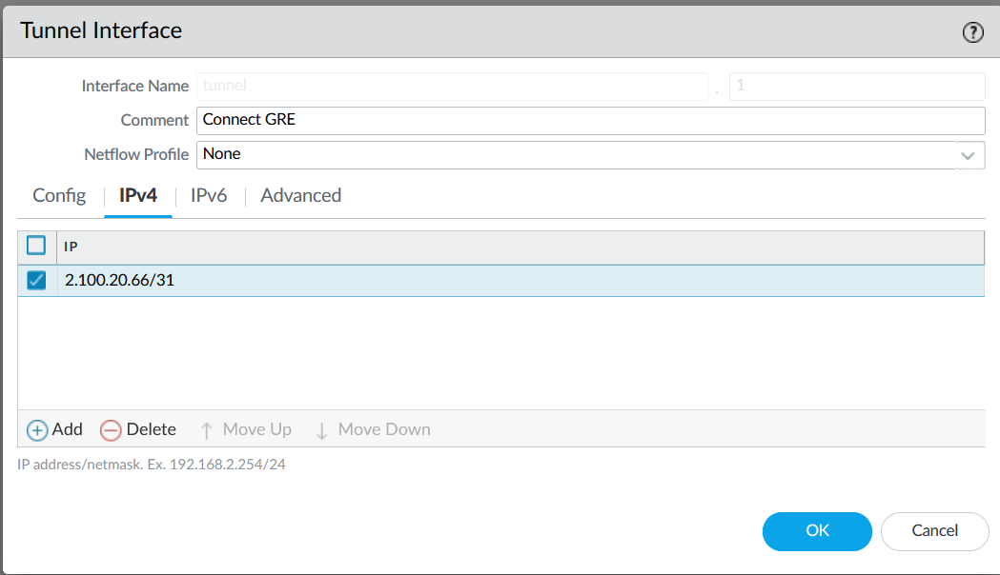 Tunnel Interface
Interface Name tunnel . 1
Comment Connect GRE
Netflow Profile None
Config IPv4 IPv6 Advanced
IP
2.100.20.66/31
Add Delete Move Up Move Down
IP address/netmask. Ex. 192.168.2.254/24
OK Cancel